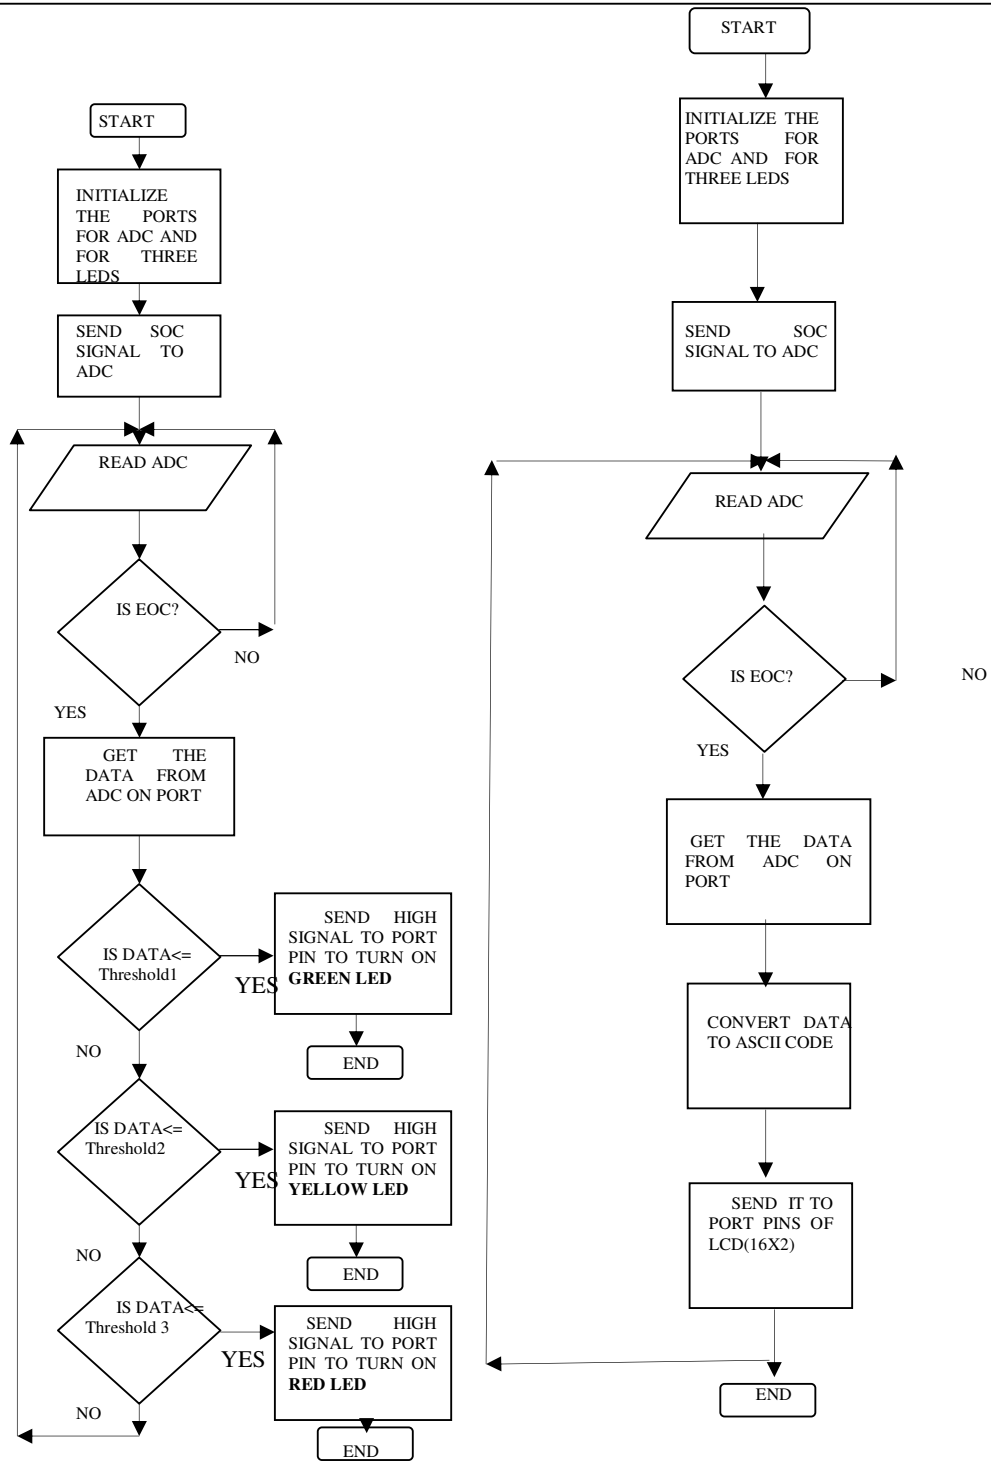 START
INITIALIZE
THE PORTS
FOR ADC AND
FOR THREE
LEDS
SEND SOC
SIGNAL TO
ADC
READ ADC
IS EOC?
NO
YES
GET THE
DATA FROM
ADC ON PORT
IS DATA<=
Threshold1
YES
SEND HIGH
SIGNAL TO PORT
PIN TO TURN ON
GREEN LED
END
NO
IS DATA<=
Threshold2
YES
SEND HIGH
SIGNAL TO PORT
PIN TO TURN ON
YELLOW LED
END
NO
IS DATA<=
Threshold 3
YES
SEND HIGH
SIGNAL TO PORT
PIN TO TURN ON
RED LED
END
NO
START
INITIALIZE THE
PORTS FOR
ADC AND FOR
THREE LEDS
SEND SOC
SIGNAL TO ADC
READ ADC
IS EOC?
NO
YES
GET THE DATA
FROM ADC ON
PORT
CONVERT DATA
TO ASCII CODE
SEND IT TO
PORT PINS OF
LCD(16X2)
END